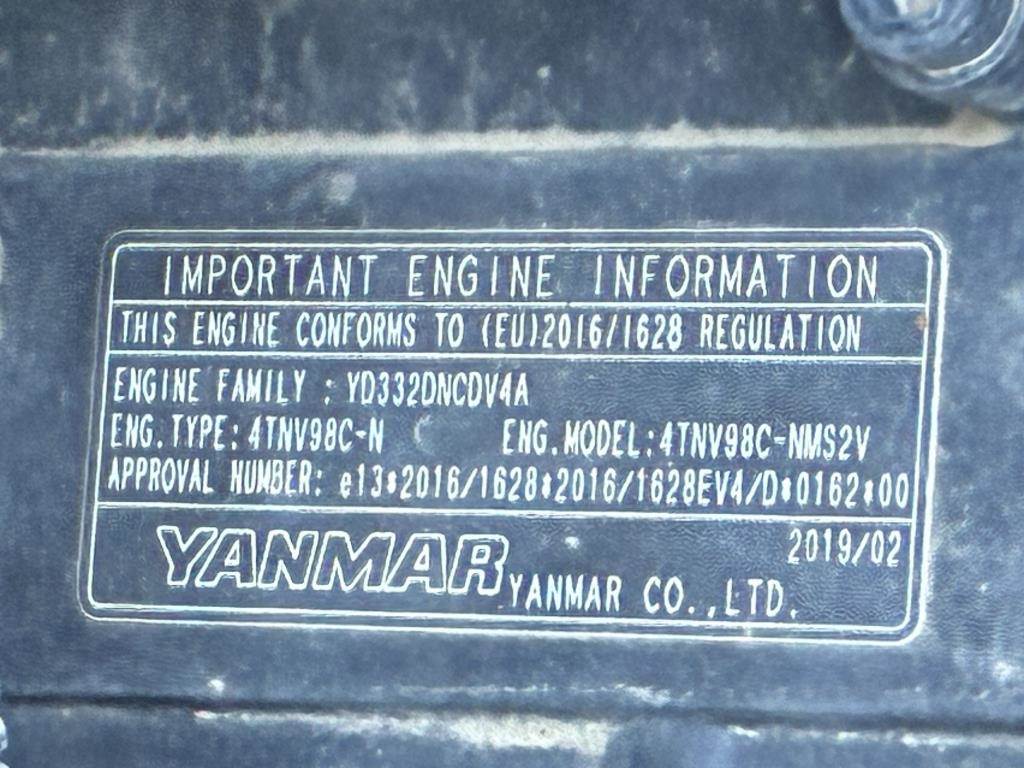 IMPORTANT ENGINE INFORMATION
THIS ENGINE CONFORMS TO (EU)2016/1628 REGULATION
ENGINE FAMILY : YD332DNCDV4A
ENG.TYPE: 4TNV98C-N ENG.MODEL:4TNV98C-NMS2V
APPROVAL NUMBER: e13*2016/1628*2016/1628EV4/D*0162*00
2019/02
YANMAR YANMAR CO.,LTD.